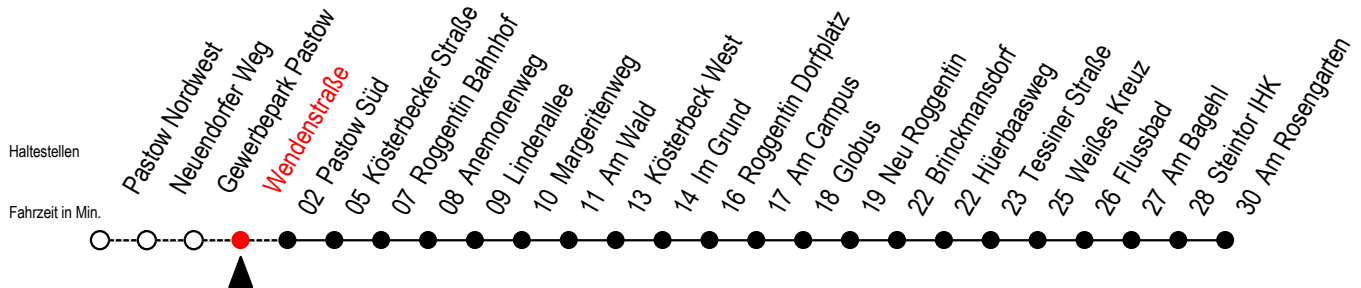 Haltestellen
Fahrzeit in Min.
Pastow Nordwest
Neuendorfer Weg
Gewerbepark Pastow
Wendenstraße
02 Pastow Süd
05 Kösterbecker Straße
07 Roggentin Bahnhof
08 Anemonenweg
09 Lindenallee
10 Margeritenweg
11 Am Wald
13 Kösterbeck West
14 Im Grund
16 Roggentin Dorfplatz
17 Am Campus
18 Globus
19 Neu Roggentin
22 Brinckmansdorf
22 Hüerbaasweg
23 Tessiner Straße
25 Weißes Kreuz
26 Flussbad
27 Am Bagehl
28 Steintor IHK
30 Am Rosengarten